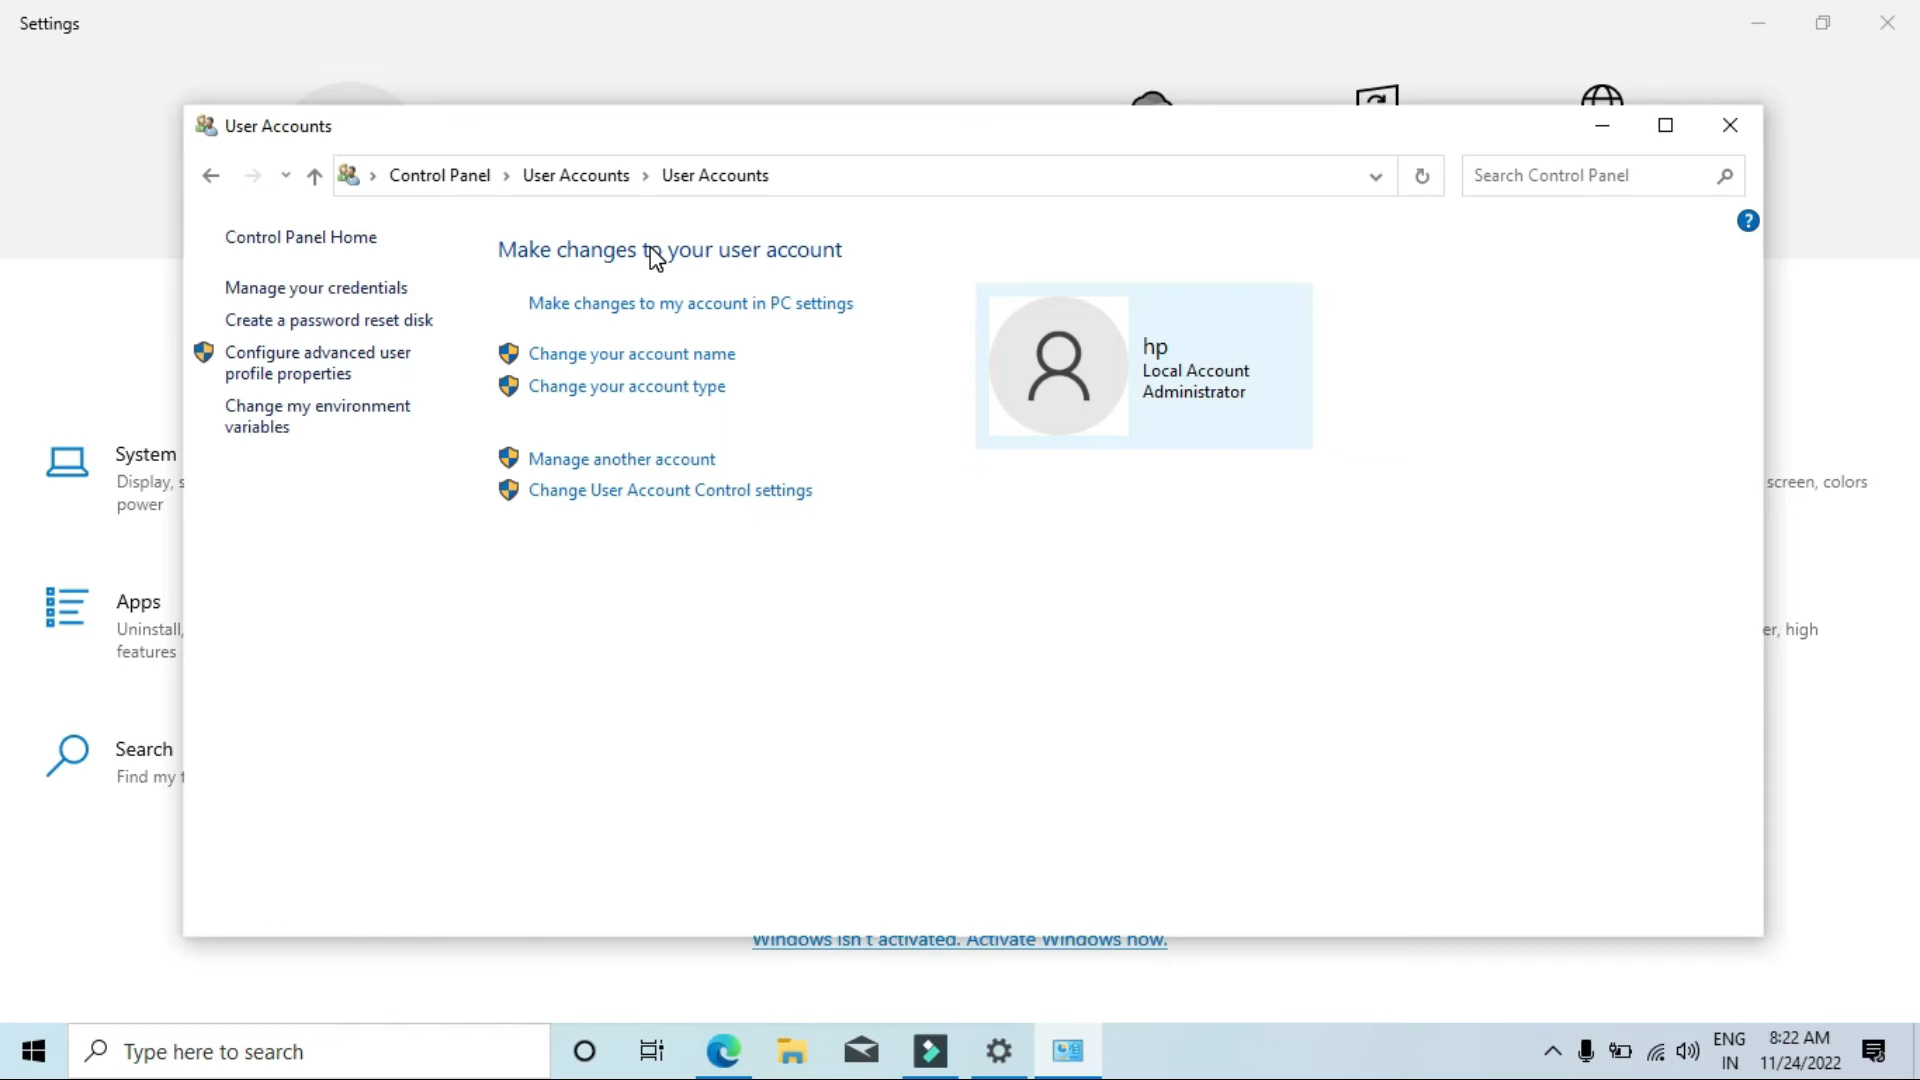 Settings
User Accounts
Control Panel > User Accounts > User Accounts
Search Control Panel
?
Control Panel Home
Manage your credentials
Create a password reset disk
Configure advanced user
profile properties
Change my environment
variables
Make changes to your user account
Make changes to my account in PC settings
Change your account name
Change your account type
Manage another account
Change User Account Control settings
hp
Local Account
Administrator
System
Display, s
power
Apps
Uninstall,
features
Search
Find my
screen, colors
er, high
Windows isn't activated. Activate Windows now.
Type here to search
ENG
IN
8:22 AM
11/24/2022